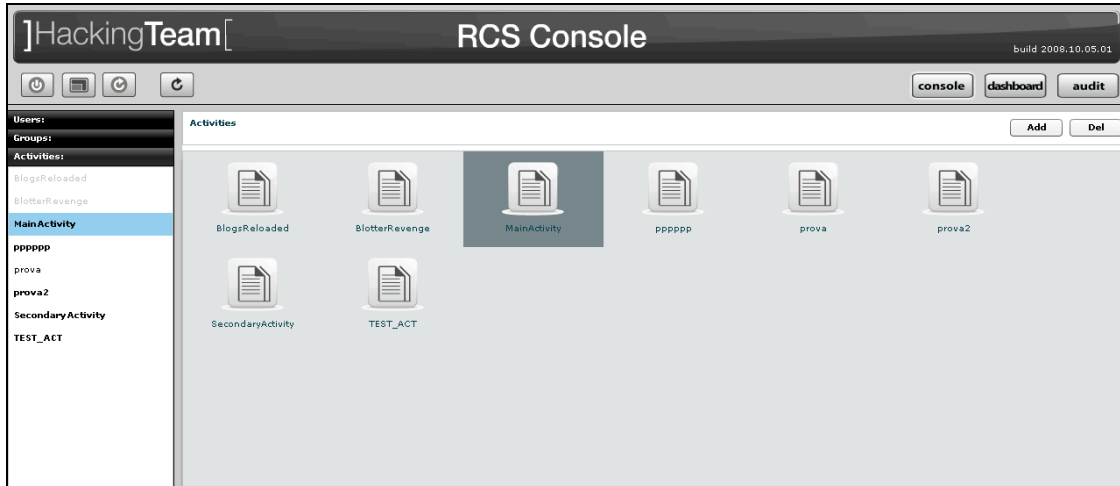 ]HackingTeam[
RCS Console
build 2008.10.05.01
console
dashboard
audit
Users:
Groups:
Activities:
BlogsReloaded
BlotterRevenge
MainActivity
pppppp
prova
prova2
SecondaryActivity
TEST_ACT
Activities
Add
Del
BlogsReloaded
BlotterRevenge
MainActivity
pppppp
prova
prova2
SecondaryActivity
TEST_ACT